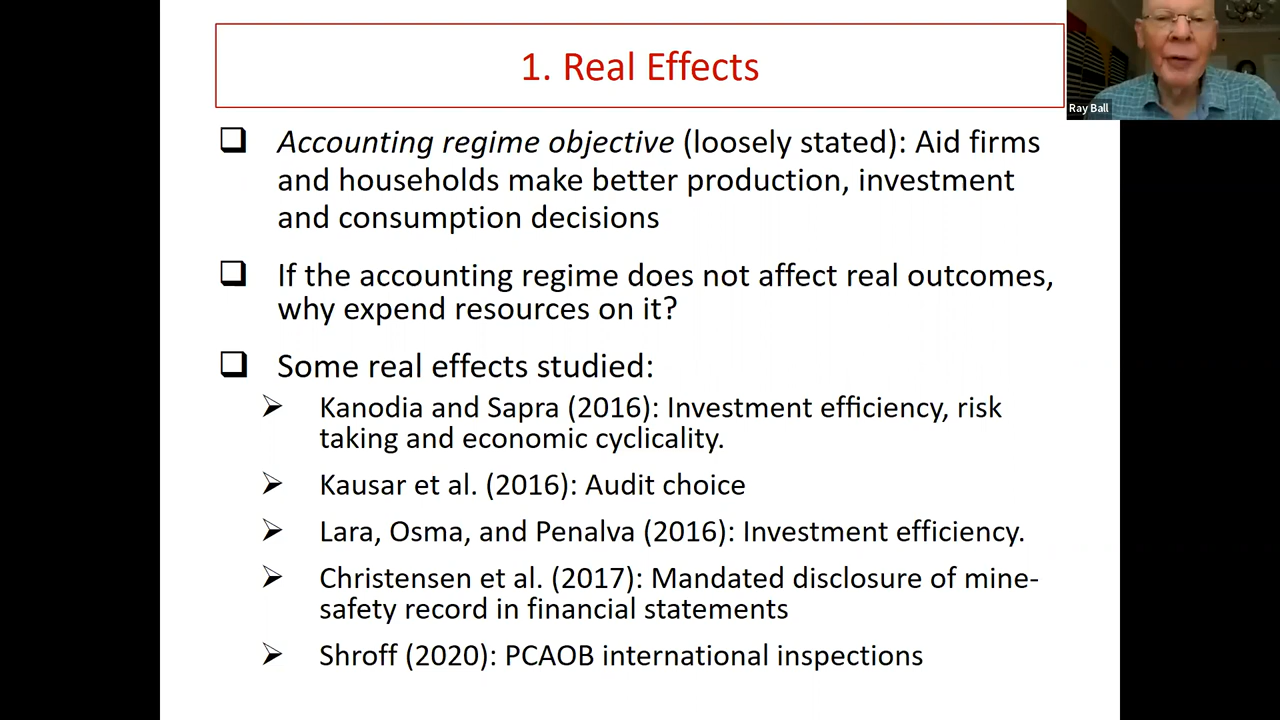 1. Real Effects
Ray Ball
Accounting regime objective (loosely stated): Aid firms
and households make better production, investment
and consumption decisions
If the accounting regime does not affect real outcomes,
why expend resources on it?
Some real effects studied:
Kanodia and Sapra (2016): Investment efficiency, risk
taking and economic cyclicality.
Kausar et al. (2016): Audit choice
Lara, Osma, and Penalva (2016): Investment efficiency.
Christensen et al. (2017): Mandated disclosure of mine-
safety record in financial statements
Shroff (2020): PCAOB international inspections